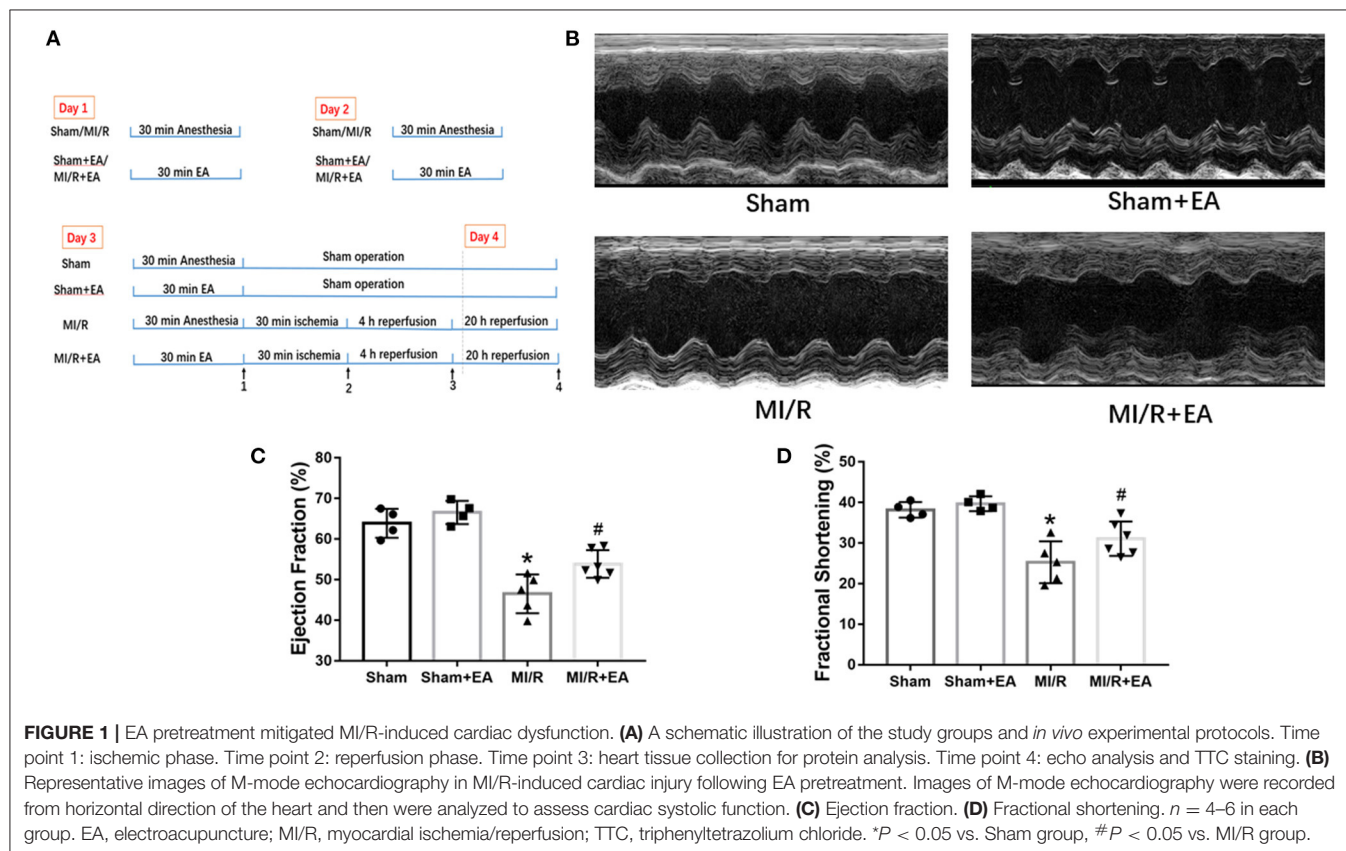 A
Day 1
Sham/MI/R 30 min Anesthesia
Sham+EA/
MI/R+EA 30 min EA
Day 2
Sham/MI/R 30 min Anesthesia
Sham+EA/
MI/R+EA 30 min EA
Day 3
Day 4
Sham 30 min Anesthesia Sham operation
Sham+EA 30 min EA Sham operation
MI/R 30 min Anesthesia 30 min ischemia 4 h reperfusion 20 h reperfusion
MI/R+EA 30 min EA 30 min ischemia 4 h reperfusion 20 h reperfusion
1 2 3 4
B
Sham
Sham+EA
MI/R
MI/R+EA
C
Ejection Fraction (%)
80
70
60
50
40
30
*
#
Sham Sham+EA MI/R MI/R+EA
D
Fractional Shortening (%)
50
40
30
20
10
0
*
#
Sham Sham+EA MI/R MI/R+EA
FIGURE 1 | EA pretreatment mitigated MI/R-induced cardiac dysfunction. (A) A schematic illustration of the study groups and in vivo experimental protocols. Time
point 1: ischemic phase. Time point 2: reperfusion phase. Time point 3: heart tissue collection for protein analysis. Time point 4: echo analysis and TTC staining. (B)
Representative images of M-mode echocardiography in MI/R-induced cardiac injury following EA pretreatment. Images of M-mode echocardiography were recorded
from horizontal direction of the heart and then were analyzed to assess cardiac systolic function. (C) Ejection fraction. (D) Fractional shortening. n = 4–6 in each
group. EA, electroacupuncture; MI/R, myocardial ischemia/reperfusion; TTC, triphenyltetrazolium chloride. *P < 0.05 vs. Sham group, #P < 0.05 vs. MI/R group.